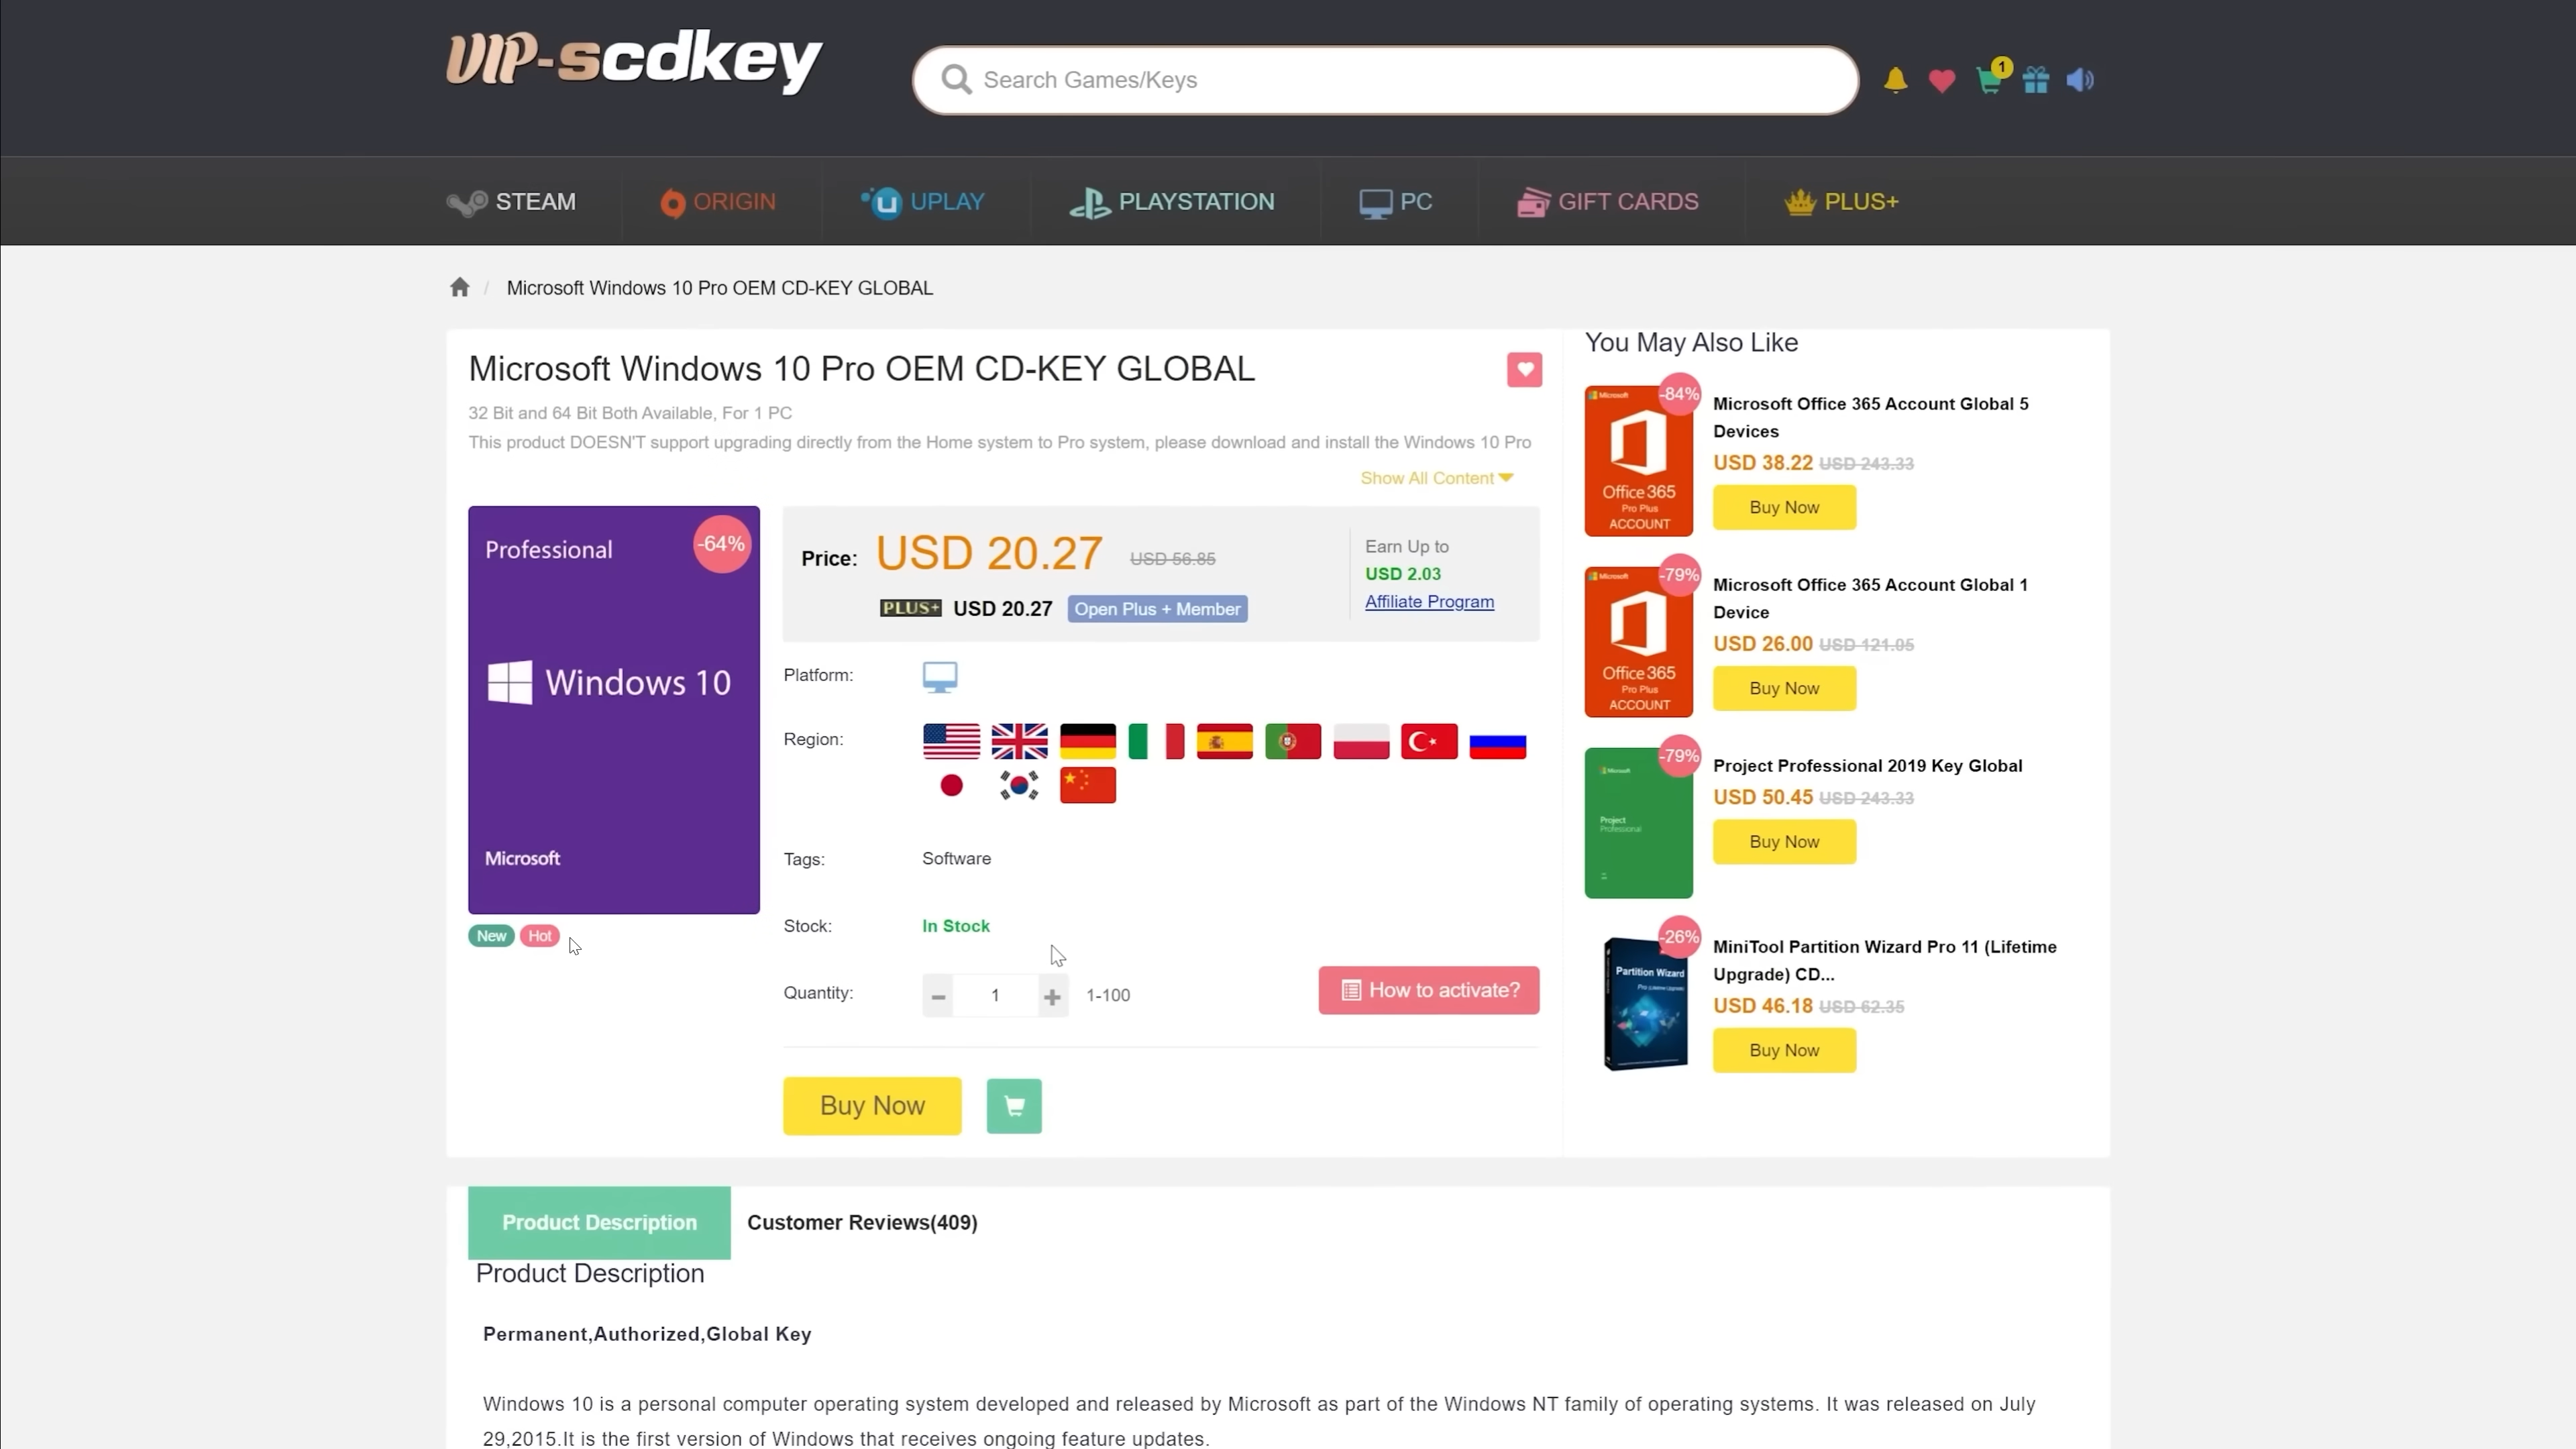 VIP-scdkey
Search Games/Keys
1
STEAM
ORIGIN
UPLAY
PLAYSTATION
PC
GIFT CARDS
PLUS+
/ Microsoft Windows 10 Pro OEM CD-KEY GLOBAL
Microsoft Windows 10 Pro OEM CD-KEY GLOBAL
32 Bit and 64 Bit Both Available, For 1 PC
This product DOESN'T support upgrading directly from the Home system to Pro system, please download and install the Windows 10 Pro
Show All Content
Professional
-64%
Windows 10
Microsoft
New
Hot
Price: USD 20.27 USD 56.85
PLUS+ USD 20.27 Open Plus + Member
Earn Up to
USD 2.03
Affiliate Program
Platform:
Region:
Tags: Software
Stock: In Stock
Quantity: − 1 + 1-100
How to activate?
Buy Now
You May Also Like
Microsoft
-84%
Office 365
Pro Plus
ACCOUNT
Microsoft Office 365 Account Global 5
Devices
USD 38.22 USD 243.33
Buy Now
Microsoft
-79%
Office 365
Pro Plus
ACCOUNT
Microsoft Office 365 Account Global 1
Device
USD 26.00 USD 121.05
Buy Now
Microsoft
-79%
Project
Professional
Project Professional 2019 Key Global
USD 50.45 USD 243.33
Buy Now
-26%
Partition Wizard
MiniTool Partition Wizard Pro 11 (Lifetime
Upgrade) CD...
USD 46.18 USD 62.35
Buy Now
Product Description
Customer Reviews(409)
Product Description
Permanent,Authorized,Global Key
Windows 10 is a personal computer operating system developed and released by Microsoft as part of the Windows NT family of operating systems. It was released on July
29,2015.It is the first version of Windows that receives ongoing feature updates.